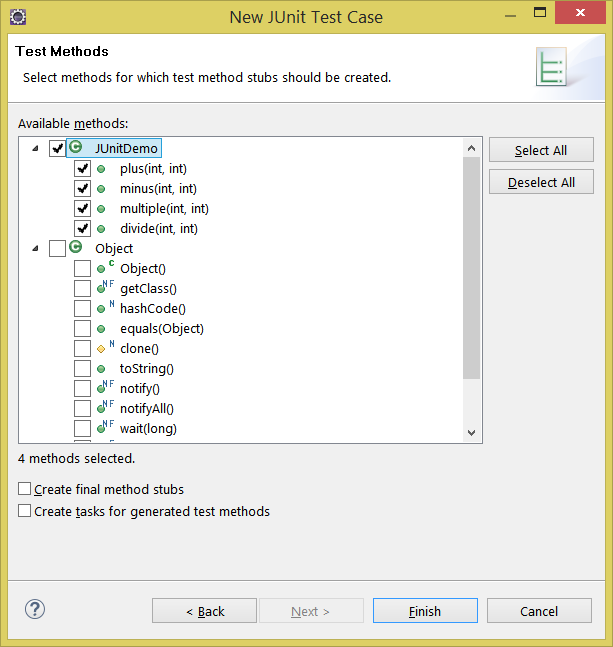 New JUnit Test Case
Test Methods
Select methods for which test method stubs should be created.
Available methods:
JUnitDemo
plus(int, int)
minus(int, int)
multiple(int, int)
divide(int, int)
Object
Object()
getClass()
hashCode()
equals(Object)
clone()
toString()
notify()
notifyAll()
wait(long)
Select All
Deselect All
4 methods selected.
Create final method stubs
Create tasks for generated test methods
< Back
Next >
Finish
Cancel